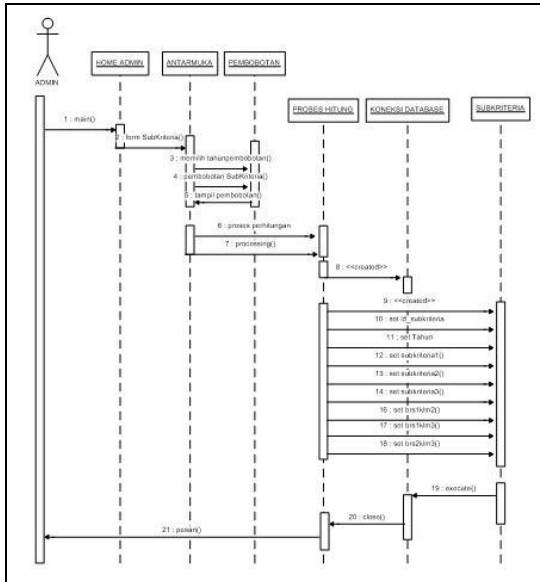 ADMIN
HOME ADMIN
ANTARMUKA
PEMBOBOTAN
PROSES HITUNG
KONEKSI DATABASE
SUBKRITERIA
1 : main()
2 : form SubKriteria()
3 : memilih tahunpembobotan()
4 : pembobotan SubKriteria()
5 : tampil pembobotan()
6 : proses perhitungan
7 : processing()
8 : <<created>>
9 : <<created>>
10 : set id_subkriteria
11 : set Tahun
12 : set subkriteria1()
13 : set subkriteria2()
14 : set subkriteria3()
16 : set brs1klm2()
17 : set brs1klm3()
18 : set brs2klm3()
19 : execute()
20 : close()
21 : pesan()